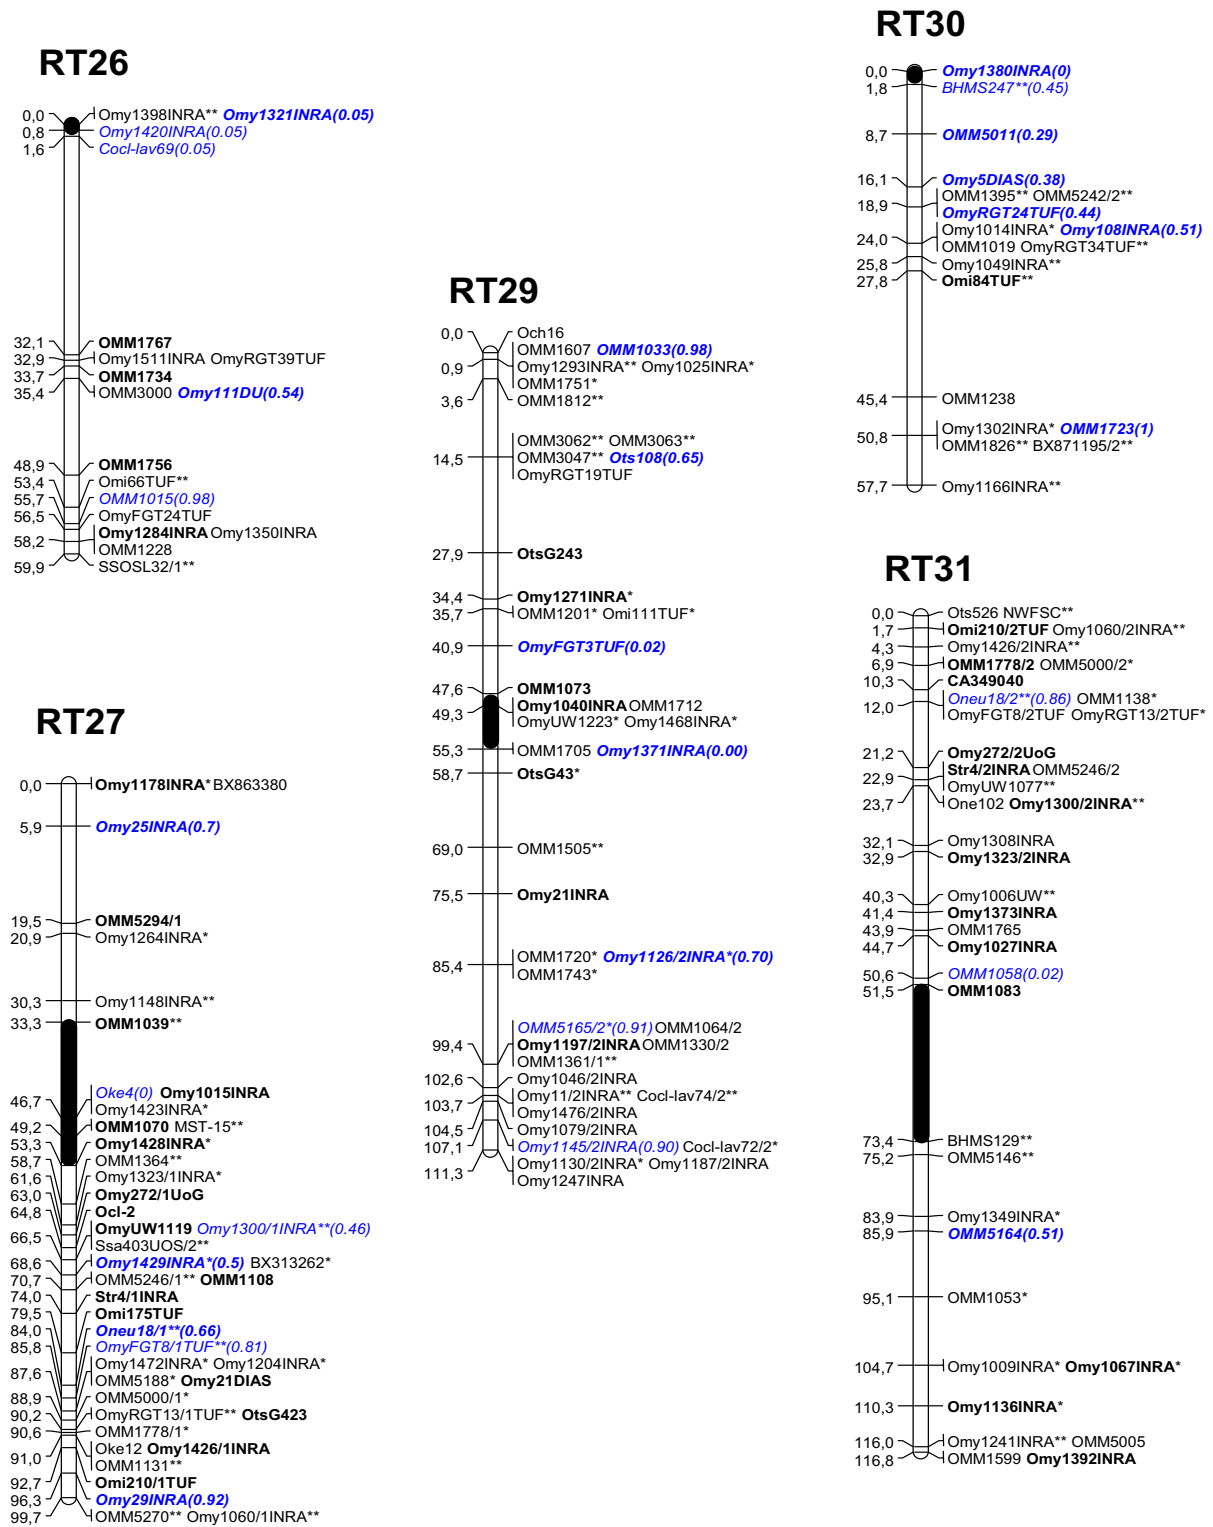 RT26
0,0 Omy1398INRA** Omy1321INRA(0.05)
0,8 Omy1420INRA(0.05)
1,6 Cocl-lav69(0.05)
32,1 OMM1767
32,9 Omy1511INRA OmyRGT39TUF
33,7 OMM1734
35,4 OMM3000 Omy111DU(0.54)
48,9 OMM1756
53,4 Omi66TUF**
55,7 OMM1015(0.98)
56,5 OmyFGT24TUF
58,2 Omy1284INRA Omy1350INRA
OMM1228
59,9 SSOSL32/1**
RT27
0,0 Omy1178INRA* BX863380
5,9 Omy25INRA(0.7)
19,5 OMM5294/1
20,9 Omy1264INRA*
30,3 Omy1148INRA**
33,3 OMM1039**
46,7 Oke4(0) Omy1015INRA
Omy1423INRA*
49,2 OMM1070 MST-15**
53,3 Omy1428INRA*
58,7 OMM1364**
61,6 Omy1323/1INRA*
63,0 Omy272/1UoG
64,8 Ocl-2
66,5 OmyUW1119 Omy1300/1INRA**(0.46)
Ssa403UOS/2**
68,6 Omy1429INRA*(0.5) BX313262*
70,7 OMM5246/1** OMM1108
74,0 Str4/1INRA
79,5 Omi175TUF
84,0 Oneu18/1**(0.66)
85,8 OmyFGT8/1TUF**(0.81)
87,6 Omy1472INRA* Omy1204INRA*
OMM5188* Omy21DIAS
88,9 OMM5000/1*
90,2 OmyRGT13/1TUF** OtsG423
90,6 OMM1778/1*
91,0 Oke12 Omy1426/1INRA
OMM1131**
92,7 Omi210/1TUF
96,3 Omy29INRA(0.92)
99,7 OMM5270** Omy1060/1INRA**
RT29
0,0 Och16
OMM1607 OMM1033(0.98)
0,9 Omy1293INRA** Omy1025INRA*
OMM1751*
3,6 OMM1812**
OMM3062** OMM3063**
14,5 OMM3047** Ots108(0.65)
OmyRGT19TUF
27,9 OtsG243
34,4 Omy1271INRA*
35,7 OMM1201* Omi111TUF*
40,9 OmyFGT3TUF(0.02)
47,6 OMM1073
49,3 Omy1040INRA OMM1712
OmyUW1223* Omy1468INRA*
55,3 OMM1705 Omy1371INRA(0.00)
58,7 OtsG43*
69,0 OMM1505**
75,5 Omy21INRA
85,4 OMM1720* Omy1126/2INRA*(0.70)
OMM1743*
OMM5165/2*(0.91) OMM1064/2
99,4 Omy1197/2INRA OMM1330/2
OMM1361/1**
102,6 Omy1046/2INRA
103,7 Omy11/2INRA** Cocl-lav74/2**
Omy1476/2INRA
104,5 Omy1079/2INRA
107,1 Omy1145/2INRA(0.90) Cocl-lav72/2*
111,3 Omy1130/2INRA* Omy1187/2INRA
Omy1247INRA
RT30
0,0 Omy1380INRA(0)
1,8 BHMS247**(0.45)
8,7 OMM5011(0.29)
16,1 Omy5DIAS(0.38)
18,9 OMM1395** OMM5242/2**
OmyRGT24TUF(0.44)
24,0 Omy1014INRA* Omy108INRA(0.51)
OMM1019 OmyRGT34TUF**
25,8 Omy1049INRA**
27,8 Omi84TUF**
45,4 OMM1238
50,8 Omy1302INRA* OMM1723(1)
OMM1826** BX871195/2**
57,7 Omy1166INRA**
RT31
0,0 Ots526 NWFSC**
1,7 Omi210/2TUF Omy1060/2INRA**
4,3 Omy1426/2INRA**
6,9 OMM1778/2 OMM5000/2*
10,3 CA349040
12,0 Oneu18/2**(0.86) OMM1138*
OmyFGT8/2TUF OmyRGT13/2TUF*
21,2 Omy272/2UoG
22,9 Str4/2INRA OMM5246/2
OmyUW1077**
23,7 One102 Omy1300/2INRA**
32,1 Omy1308INRA
32,9 Omy1323/2INRA
40,3 Omy1006UW**
41,4 Omy1373INRA
43,9 OMM1765
44,7 Omy1027INRA
50,6 OMM1058(0.02)
51,5 OMM1083
73,4 BHMS129**
75,2 OMM5146**
83,9 Omy1349INRA*
85,9 OMM5164(0.51)
95,1 OMM1053*
104,7 Omy1009INRA* Omy1067INRA*
110,3 Omy1136INRA*
116,0 Omy1241INRA** OMM5005
116,8 OMM1599 Omy1392INRA